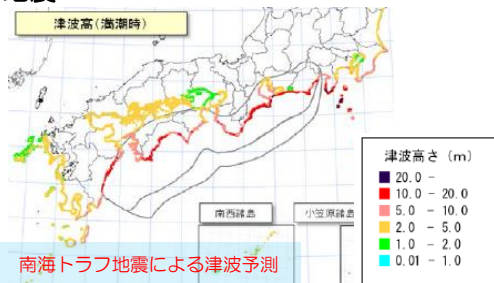 地震
津波高(満潮時)
津波高さ (m)
20.0 -
10.0 - 20.0
5.0 - 10.0
2.0 - 5.0
1.0 - 2.0
0.01 - 1.0
南西諸島
小笠原諸島
南海トラフ地震による津波予測